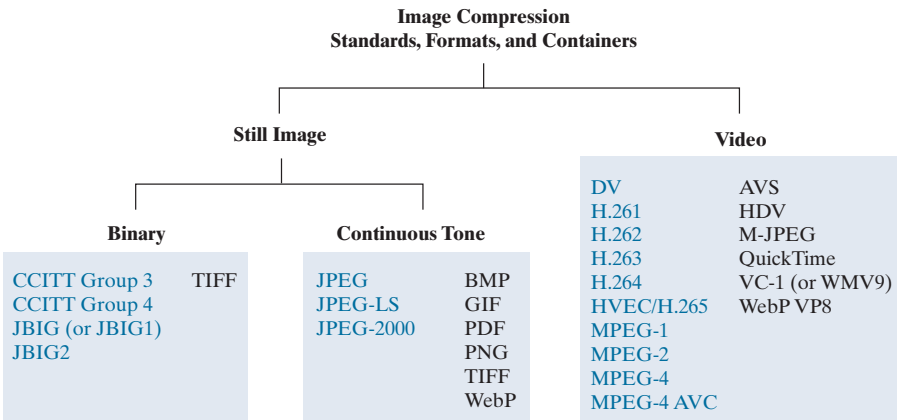 Image Compression
Standards, Formats, and Containers
Still Image
Video
Binary
Continuous Tone
CCITT Group 3
CCITT Group 4
JBIG (or JBIG1)
JBIG2
TIFF
JPEG
JPEG-LS
JPEG-2000
BMP
GIF
PDF
PNG
TIFF
WebP
DV
H.261
H.262
H.263
H.264
HVEC/H.265
MPEG-1
MPEG-2
MPEG-4
MPEG-4 AVC
AVS
HDV
M-JPEG
QuickTime
VC-1 (or WMV9)
WebP VP8